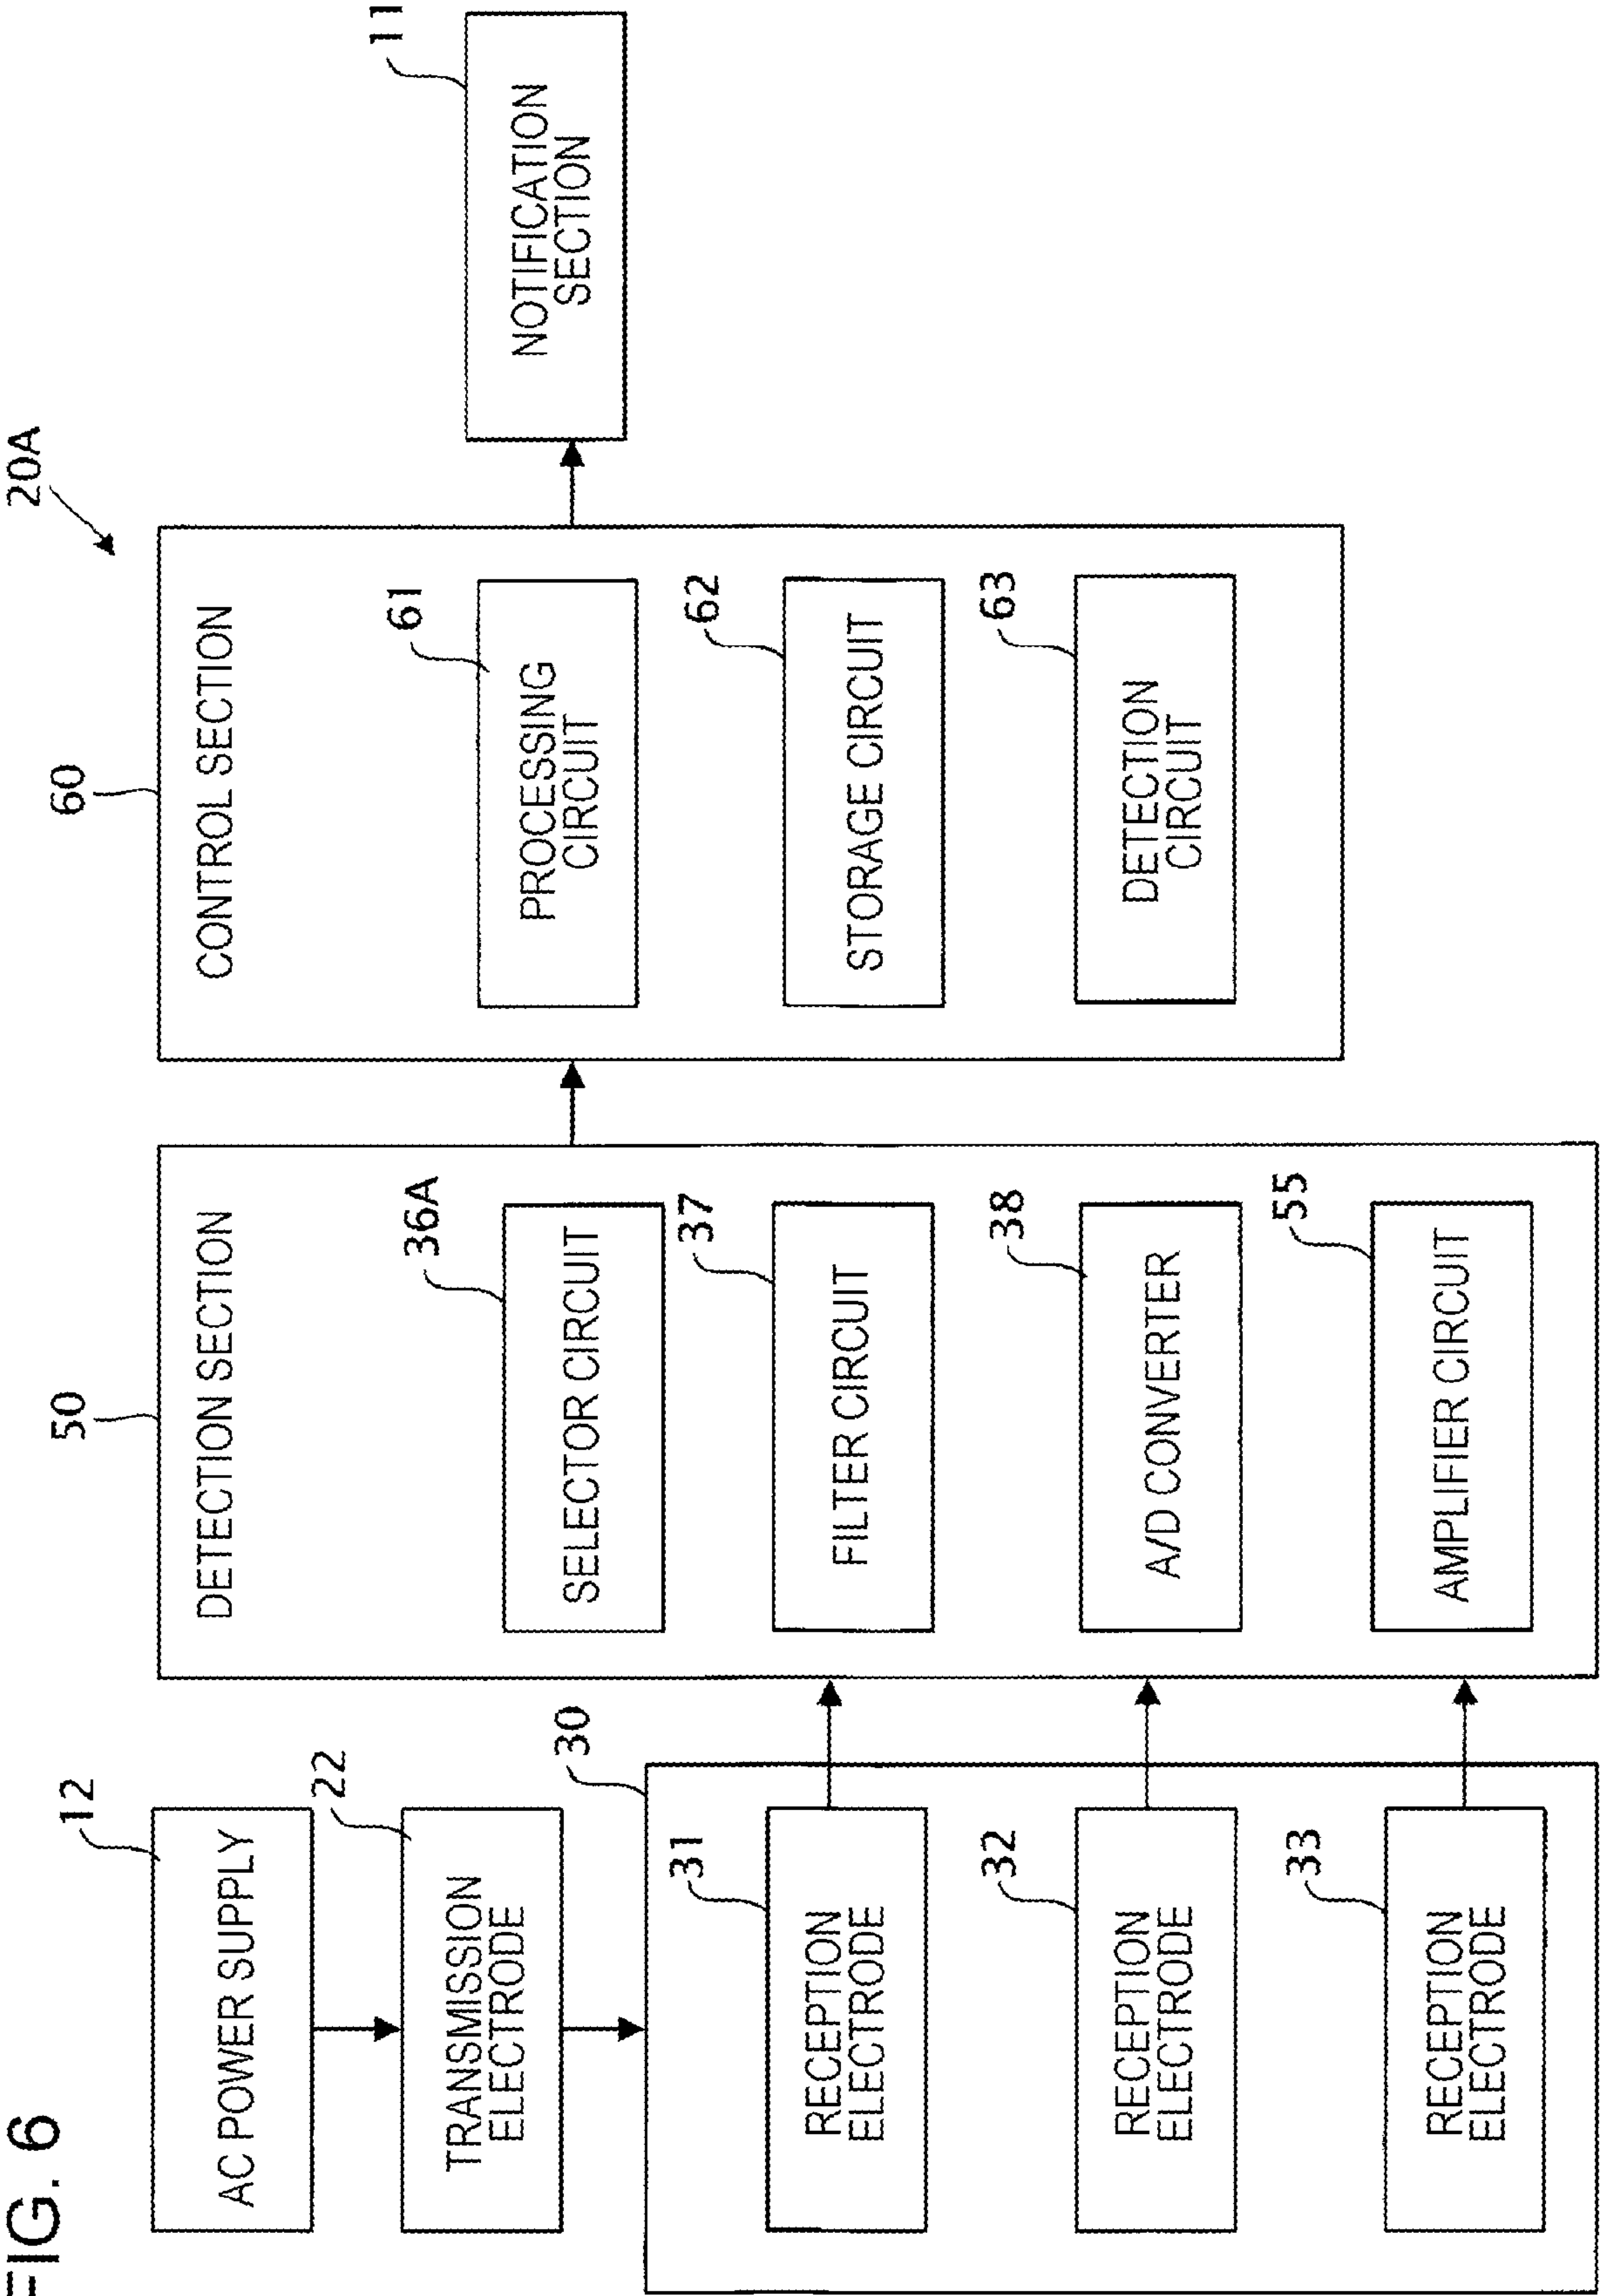 FIG. 6
20A
12
AC POWER SUPPLY
22
TRANSMISSION
ELECTRODE
30
31
RECEPTION
ELECTRODE
32
RECEPTION
ELECTRODE
33
RECEPTION
ELECTRODE
50
DETECTION SECTION
36A
SELECTOR CIRCUIT
37
FILTER CIRCUIT
38
A/D CONVERTER
55
AMPLIFIER CIRCUIT
60
CONTROL SECTION
61
PROCESSING
CIRCUIT
62
STORAGE CIRCUIT
63
DETECTION
CIRCUIT
11
NOTIFICATION
SECTION